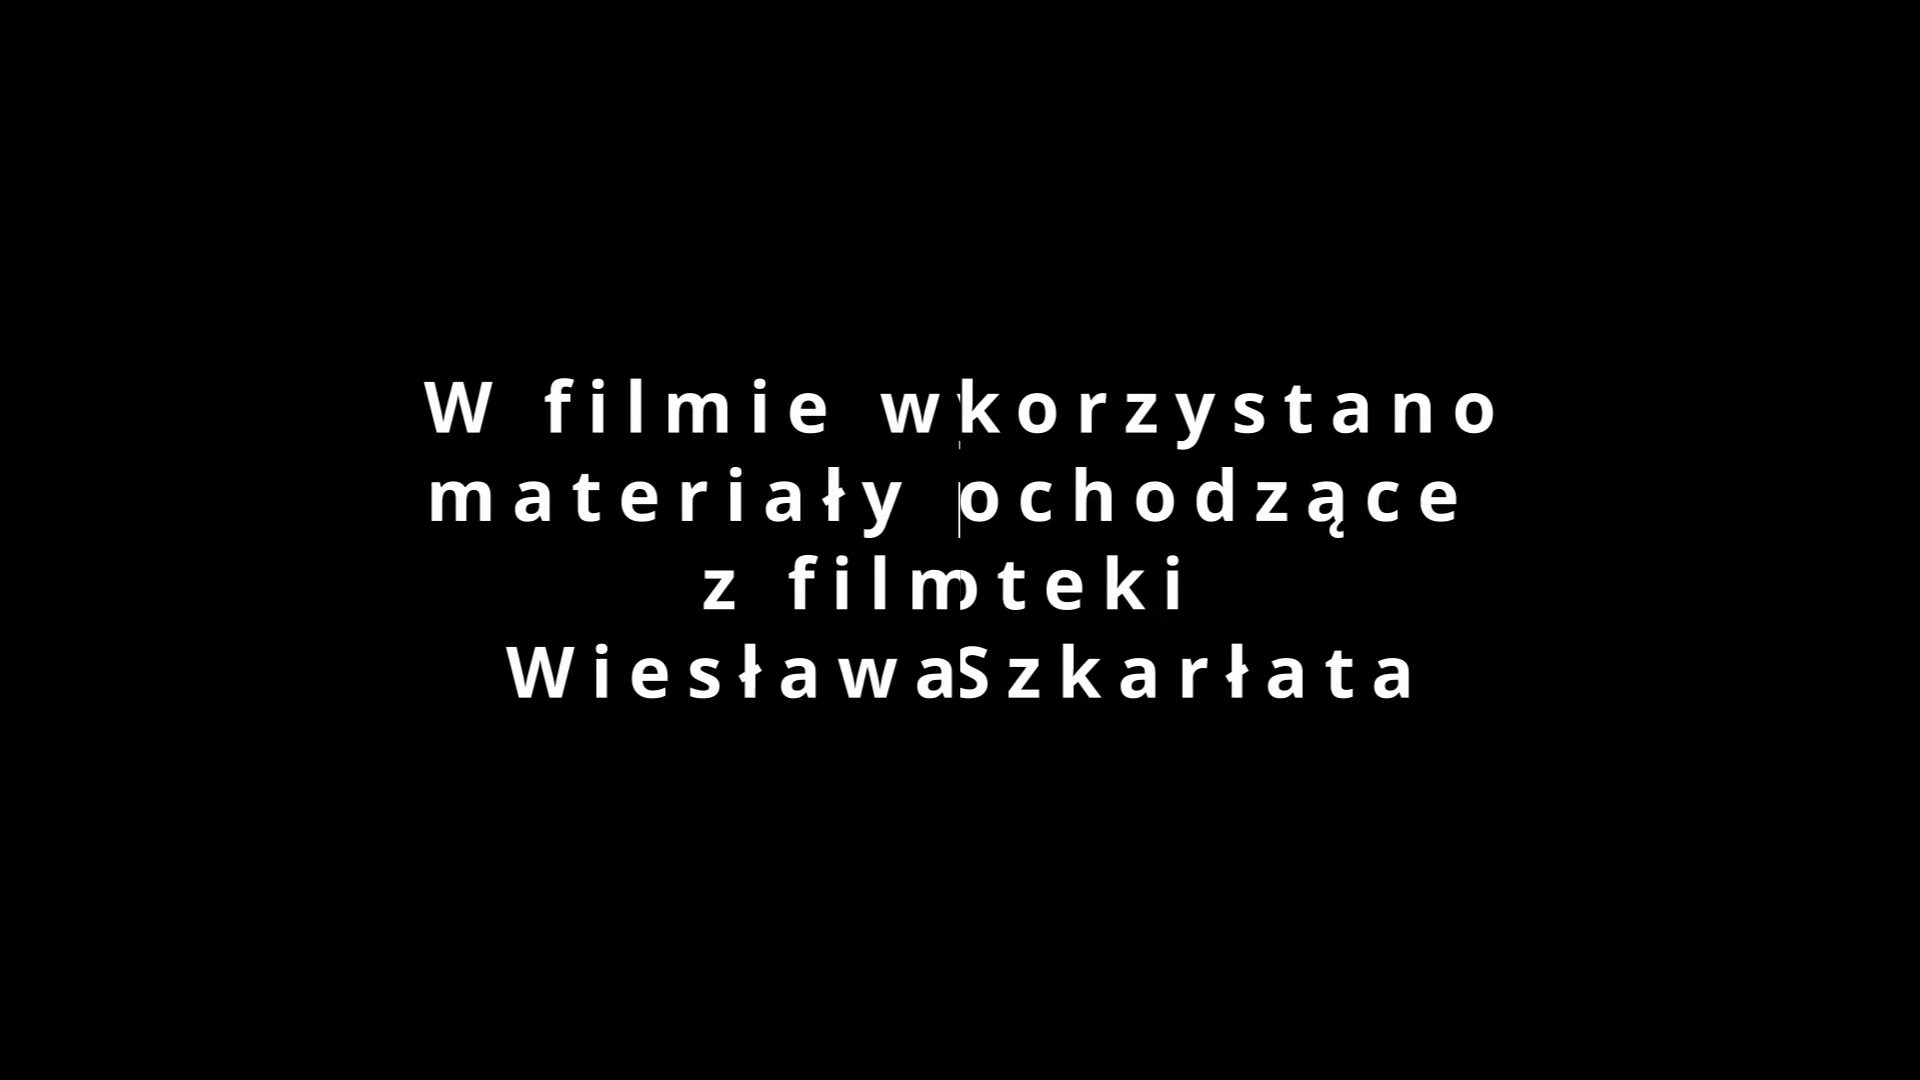 W filmie wykorzystano
materiały pochodzące
z filmoteki
Wiesława Szkarłata